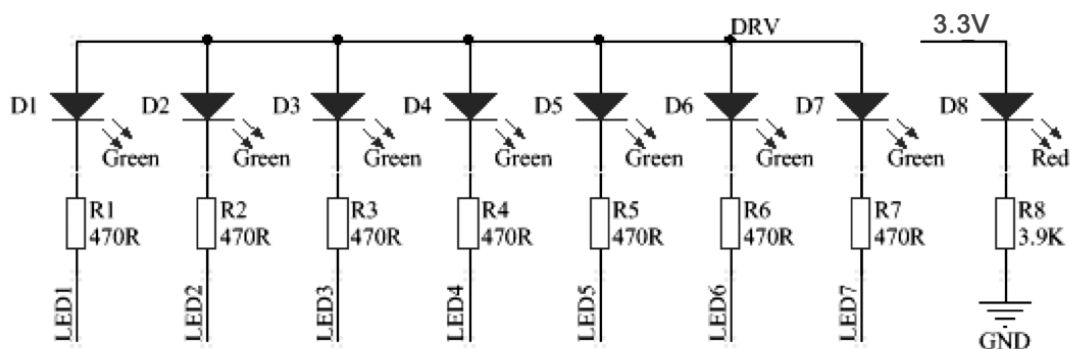 DRV 3.3V
D1 D2 D3 D4 D5 D6 D7 D8
Green Green Green Green Green Green Green Red
R1 R2 R3 R4 R5 R6 R7 R8
470R 470R 470R 470R 470R 470R 470R 3.9K
LED1 LED2 LED3 LED4 LED5 LED6 LED7
GND